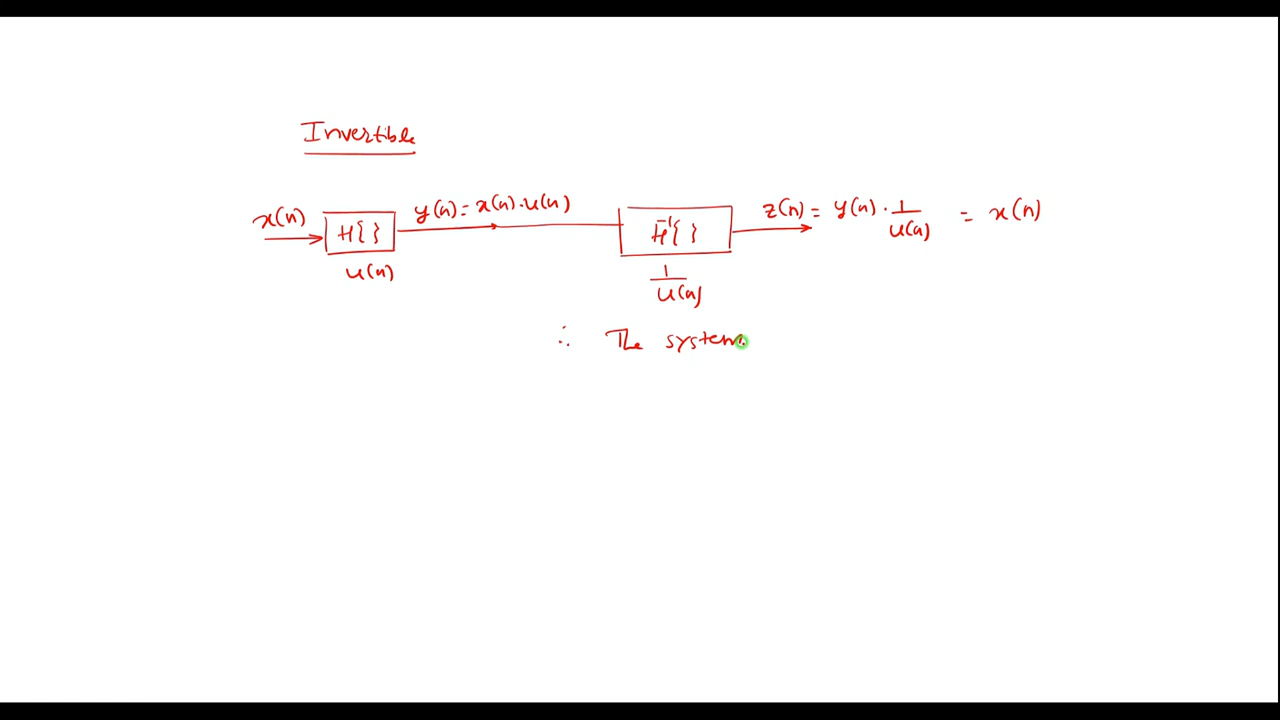 Invertible
x(n) H{ } y(n) = x(n)·u(n) H⁻¹{ } z(n) = y(n)·1/u(n) = x(n)
u(n) 1/u(n)
∴ The system